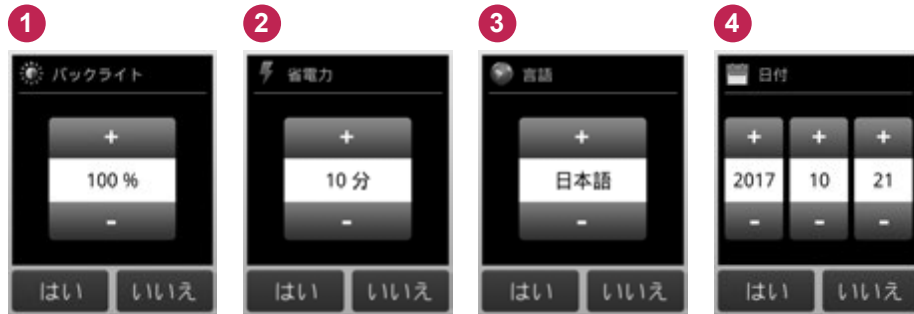 1
バックライト
+
100 %
-
はい いいえ
2
省電力
+
10 分
-
はい いいえ
3
言語
+
日本語
-
はい いいえ
4
日付
+ + +
2017 10 21
- - -
はい いいえ